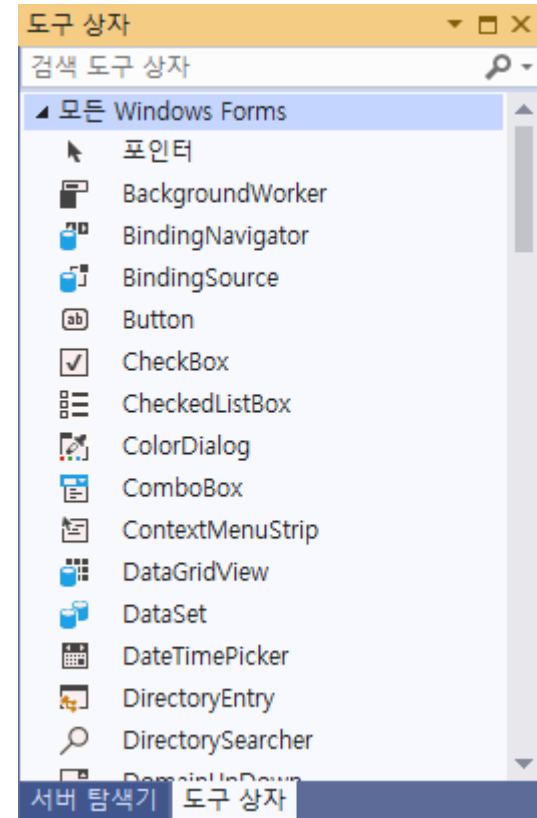 도구 상자
검색 도구 상자
모든 Windows Forms
포인터
BackgroundWorker
BindingNavigator
BindingSource
ab Button
CheckBox
CheckedListBox
ColorDialog
ComboBox
ContextMenuStrip
DataGridView
DataSet
DateTimePicker
DirectoryEntry
DirectorySearcher
DomainUpDown
서버 탐색기 도구 상자